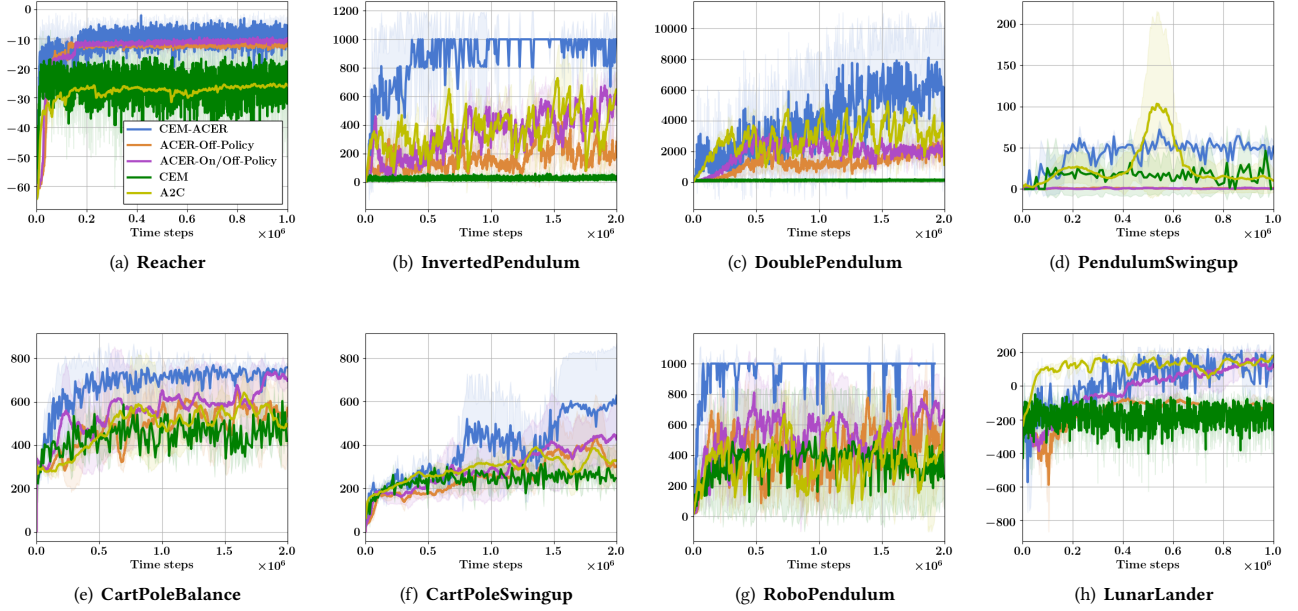 0
−10
−20
−30
−40
−50
−60
CEM-ACER
ACER-Off-Policy
ACER-On/Off-Policy
CEM
A2C
0.0 0.2 0.4 0.6 0.8 1.0
Time steps ×10⁶
(a) Reacher
1200
1000
800
600
400
200
0
0.0 0.5 1.0 1.5 2.0
Time steps ×10⁶
(b) InvertedPendulum
10000
8000
6000
4000
2000
0
0.0 0.5 1.0 1.5 2.0
Time steps ×10⁶
(c) DoublePendulum
200
150
100
50
0
0.0 0.2 0.4 0.6 0.8 1.0
Time steps ×10⁶
(d) PendulumSwingup
800
600
400
200
0
0.0 0.5 1.0 1.5 2.0
Time steps ×10⁶
(e) CartPoleBalance
800
600
400
200
0
0.0 0.5 1.0 1.5 2.0
Time steps ×10⁶
(f) CartPoleSwingup
1000
800
600
400
200
0
0.0 0.5 1.0 1.5 2.0
Time steps ×10⁶
(g) RoboPendulum
200
0
−200
−400
−600
−800
0.0 0.2 0.4 0.6 0.8 1.0
Time steps ×10⁶
(h) LunarLander